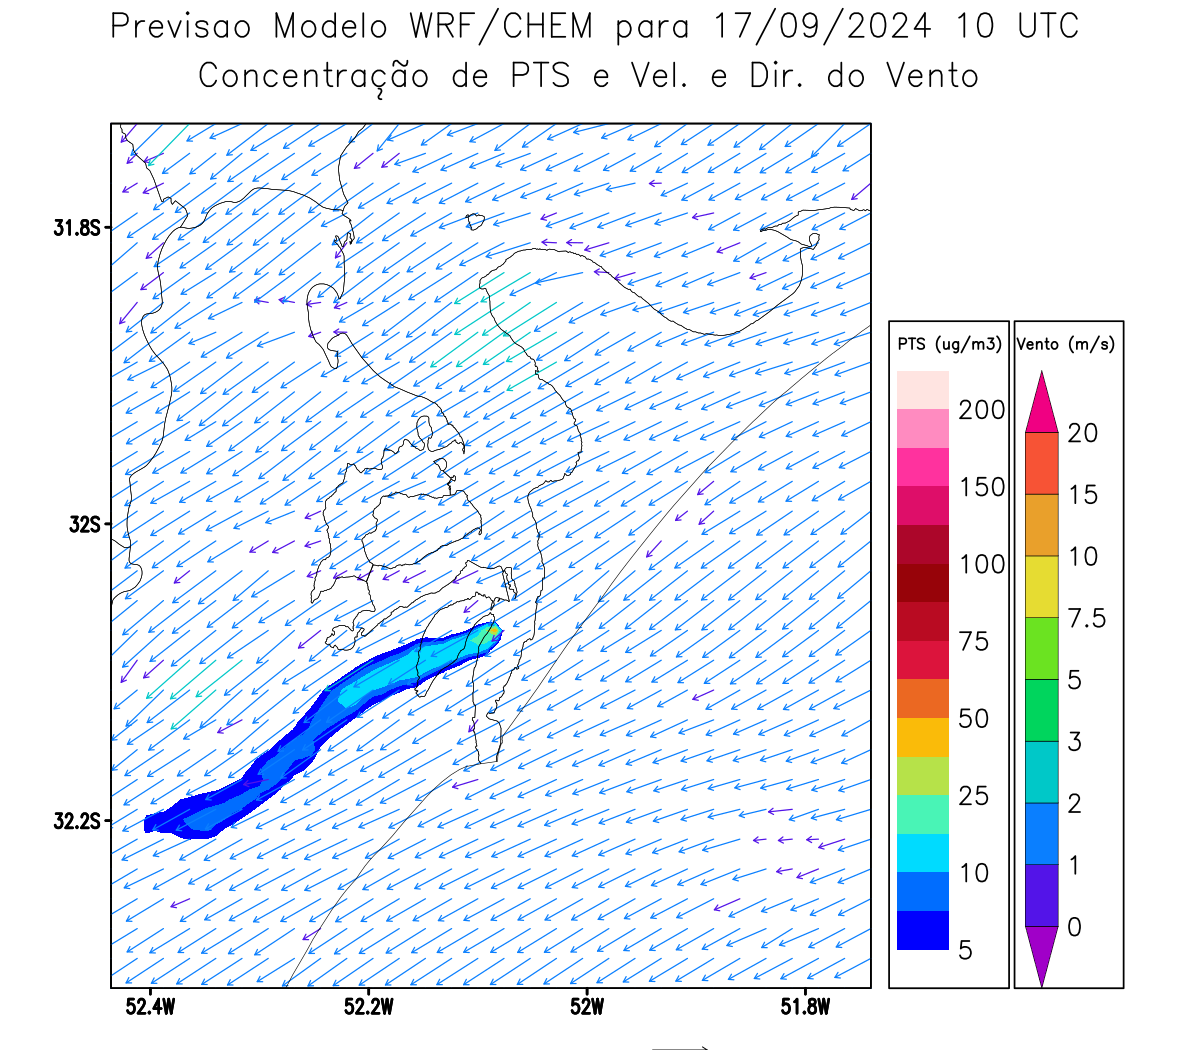 Previsao Modelo WRF/CHEM para 17/09/2024 10 UTC
Concentração de PTS e Vel. e Dir. do Vento
31.8S
32S
32.2S
52.4W
52.2W
52W
51.8W
PTS (ug/m3)
200
150
100
75
50
25
10
5
Vento (m/s)
20
15
10
7.5
5
3
2
1
0